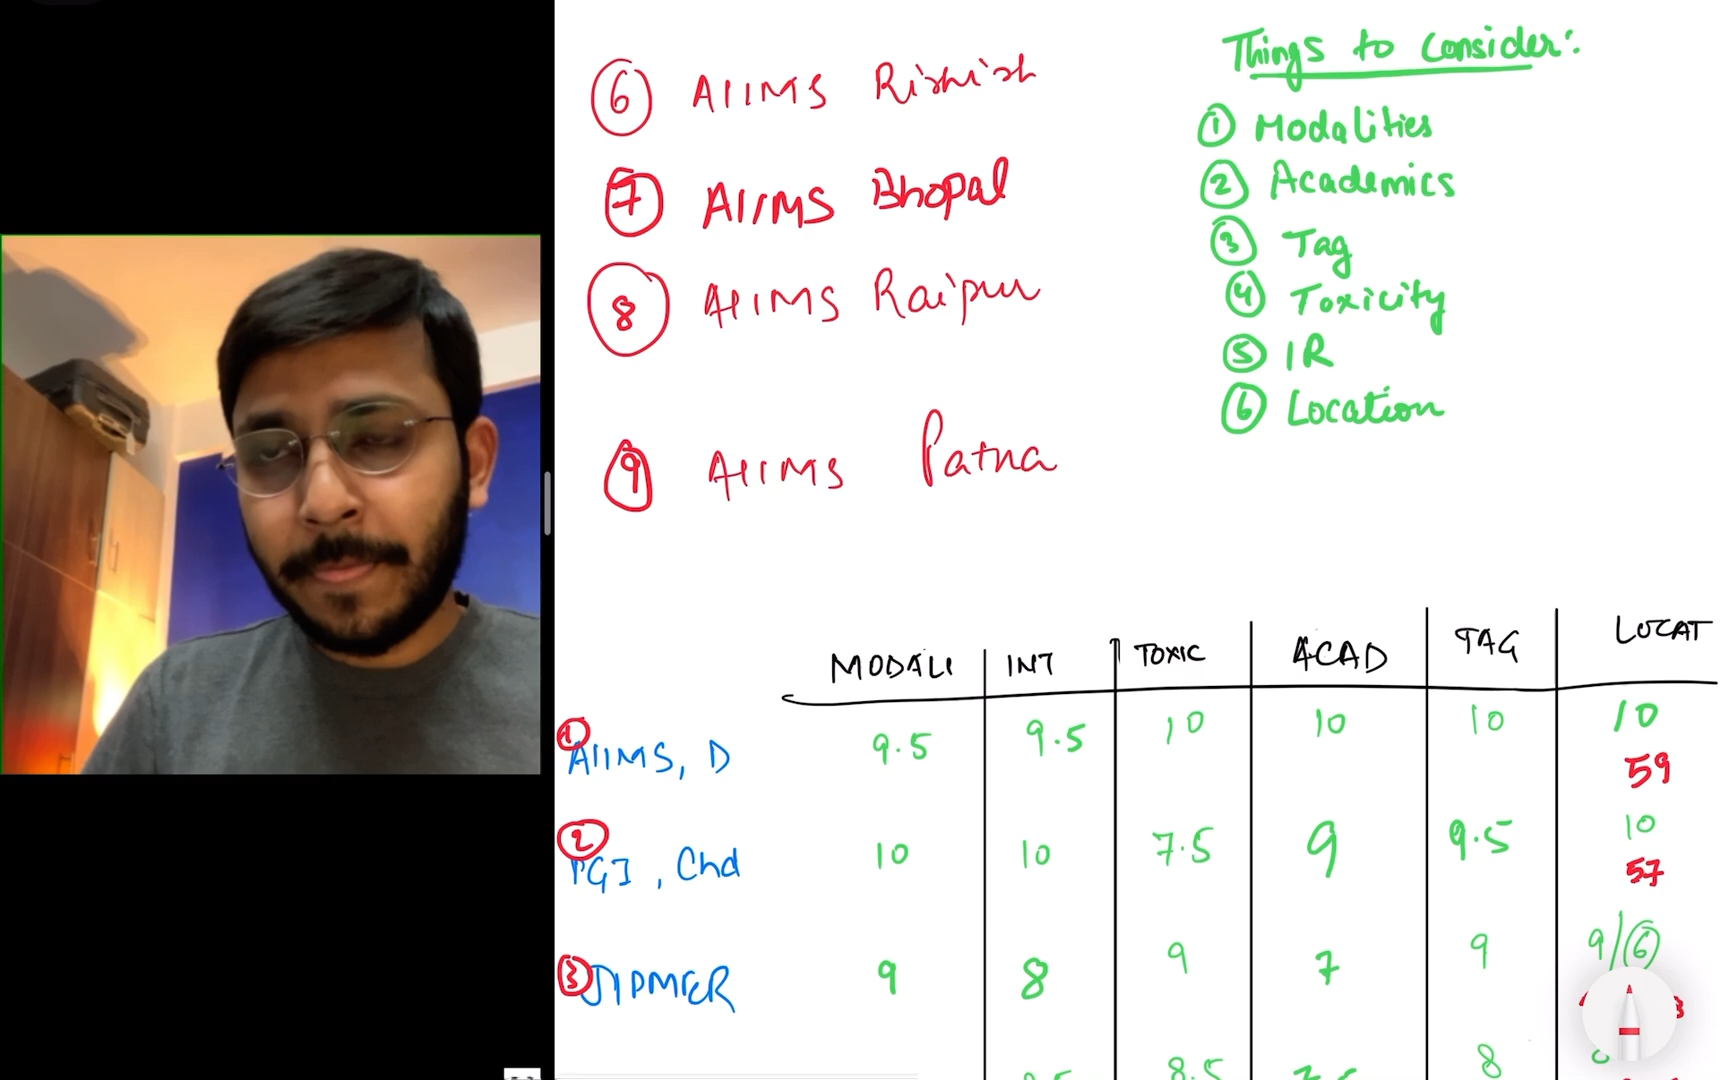 Things to Consider:
6 AIIMS Rishish
① Modalities
7 AIIMS Bhopal
② Academics
③ Tag
8 AIIMS Raipur
④ Toxicity
⑤ IR
⑥ Location
9 AIIMS Patna
MODALI INT TOXIC ACAD TAG LOCAT
① AIIMS, D 9.5 9.5 10 10 10 10
59
② PGI, Chd 10 10 7.5 9 9.5 10
57
③ JIPMER 9 8 9 7 9 9/6
8.5 8